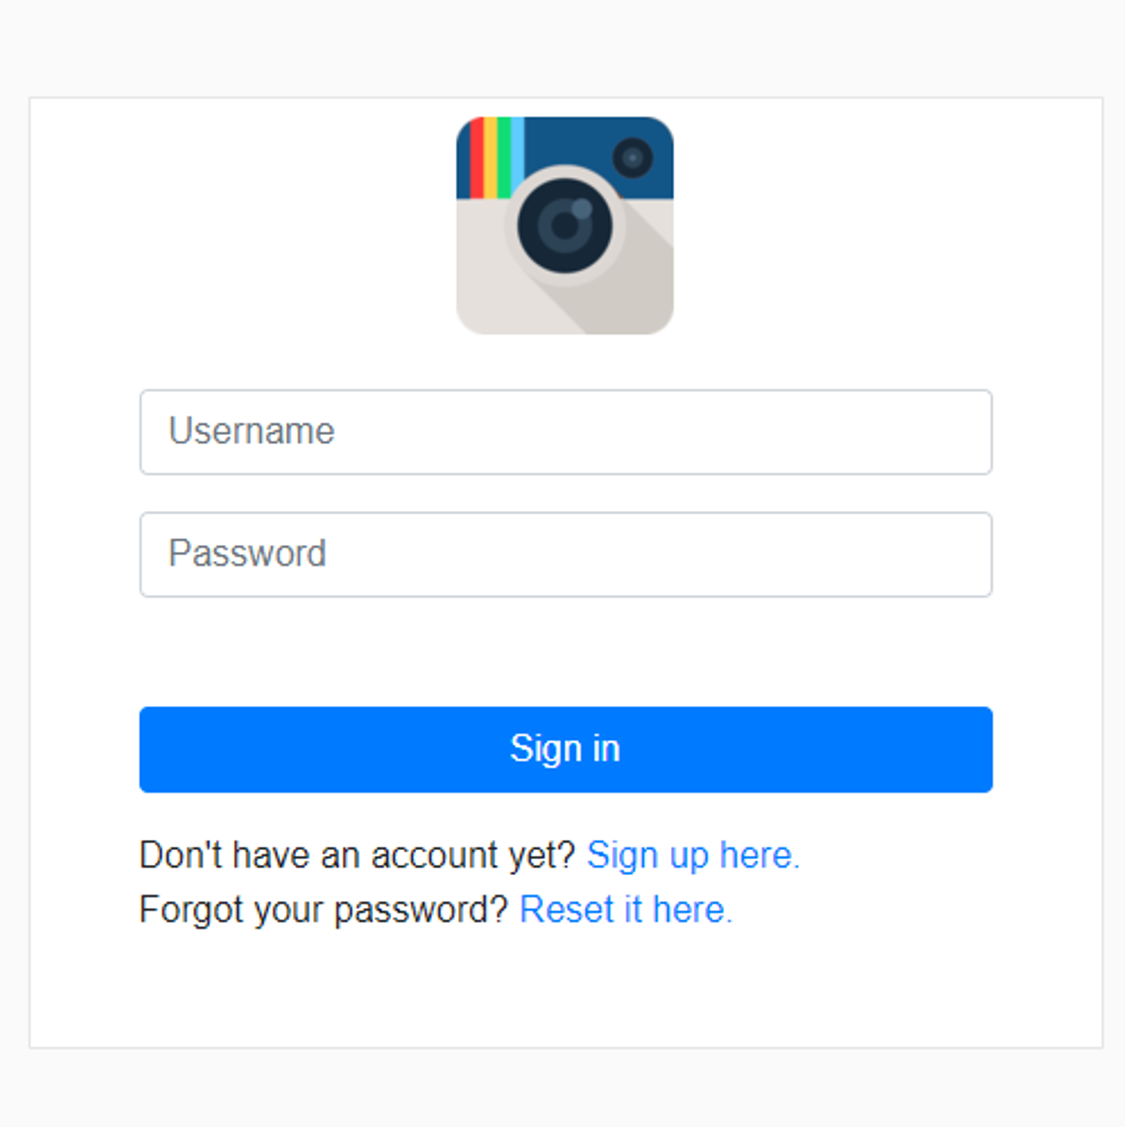 Username
Password
Sign in
Don't have an account yet? Sign up here.
Forgot your password? Reset it here.